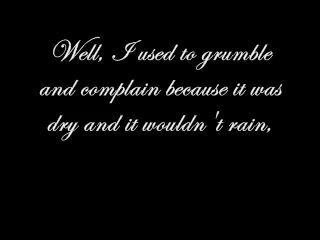 Well, I used to grumble
and complain because it was
dry and it wouldn't rain,